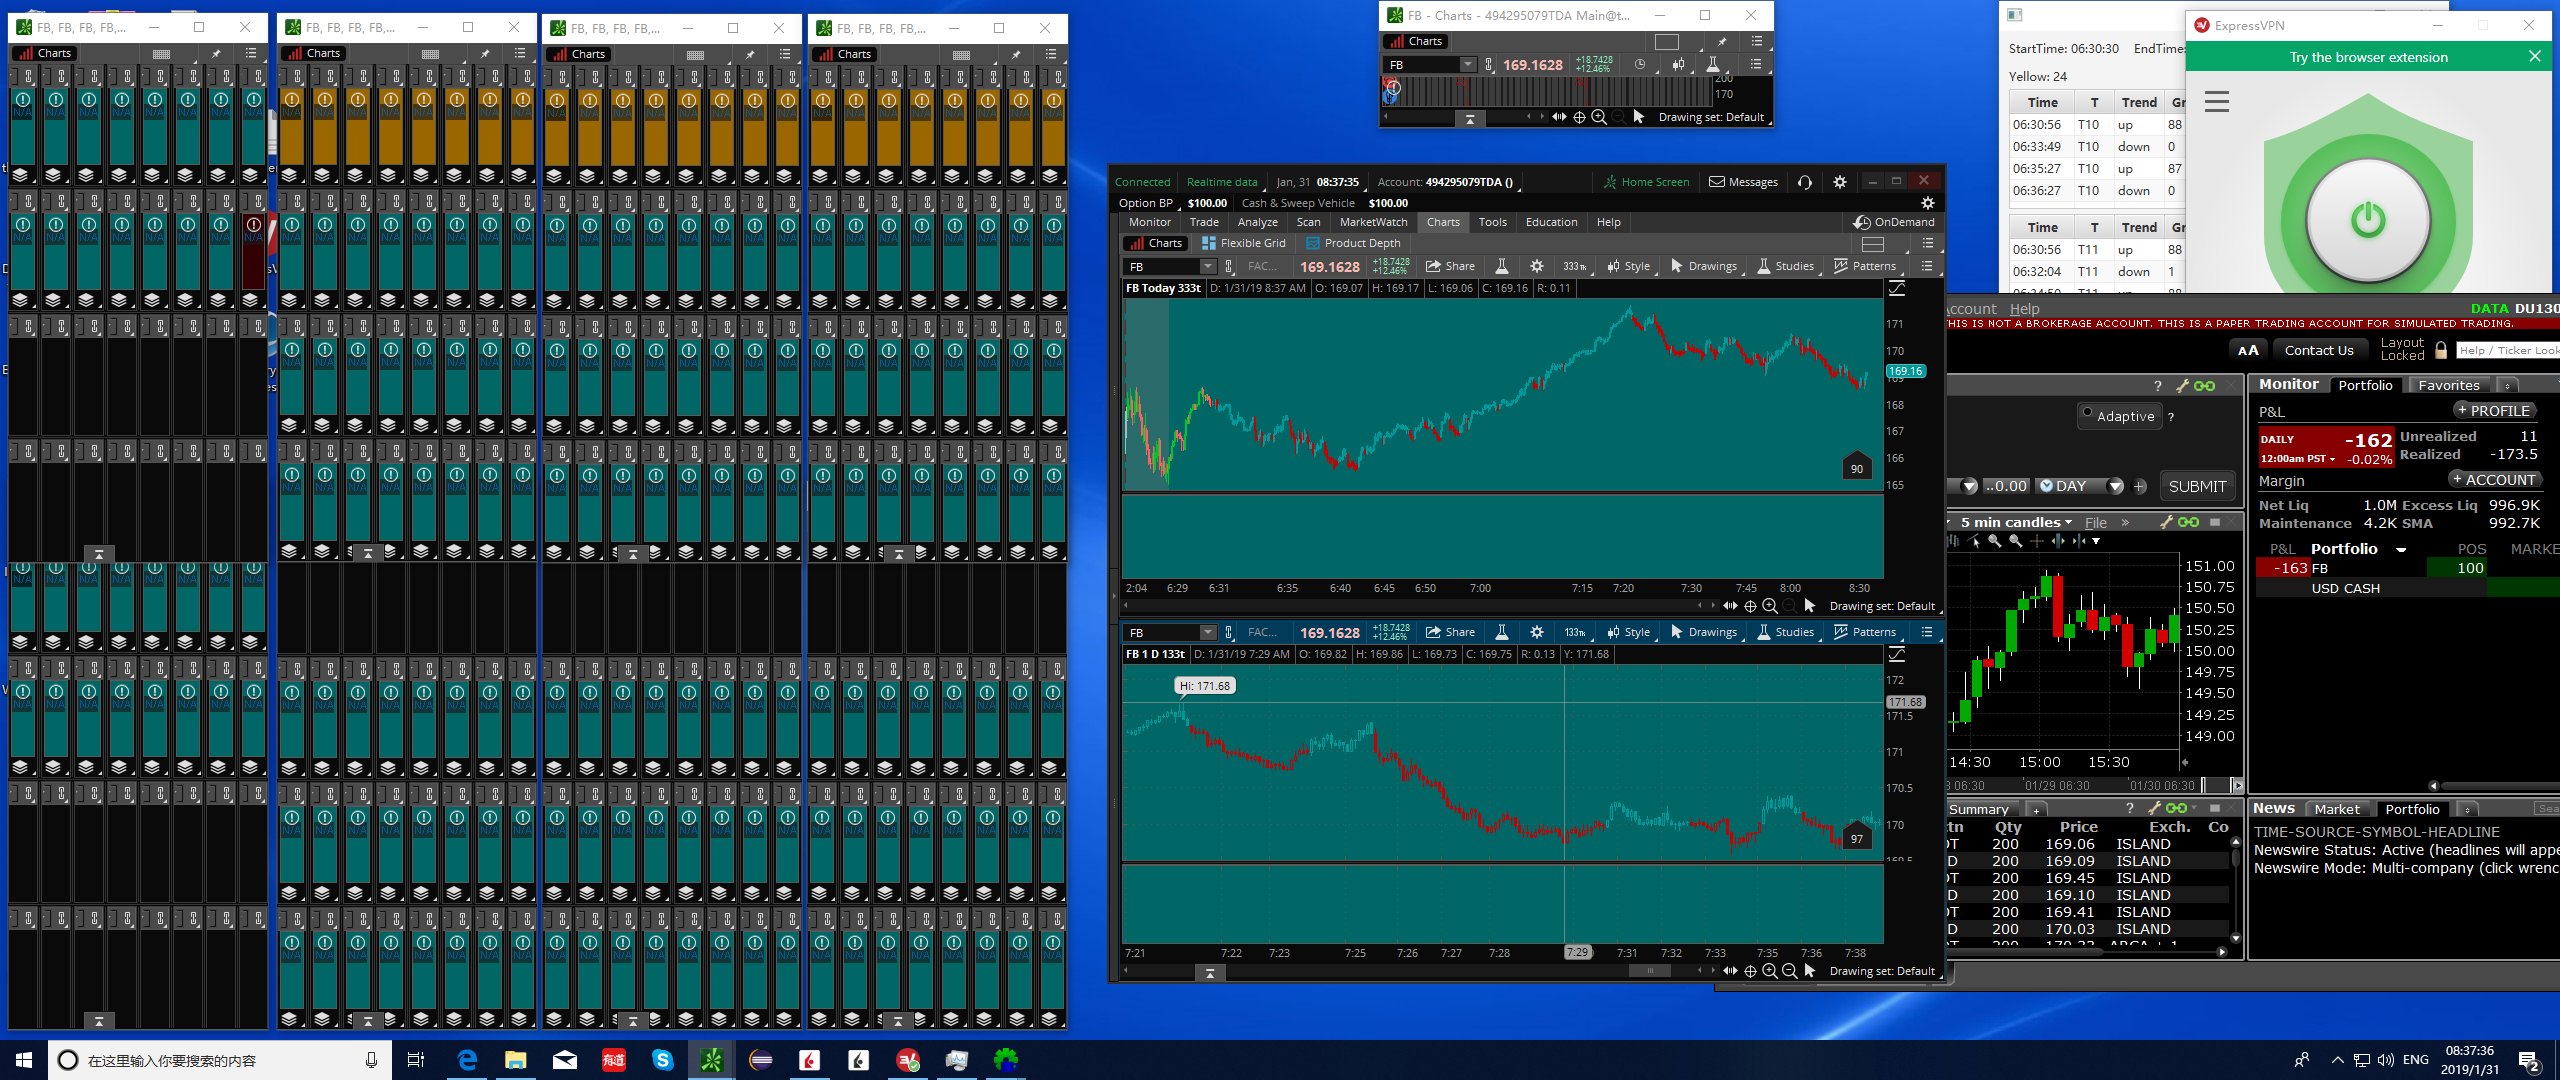 FB, FB, FB, FB,...
Charts
FB, FB, FB, FB,...
Charts
FB, FB, FB, FB,...
Charts
FB, FB, FB, FB,...
Charts
N/A N/A N/A N/A N/A N/A N/A N/A
FB - Charts - 494295079TDA Main@t...
Charts
FB 169.1628 +18.7428 +12.46%
200
170
Drawing set: Default
StartTime: 06:30:30 EndTime:
Yellow: 24
Time T Trend Gr
06:30:56 T10 up 88
06:33:49 T10 down 0
06:35:27 T10 up 87
06:36:27 T10 down 0
Time T Trend Gr
06:30:56 T11 up 88
06:32:04 T11 down 1
ExpressVPN
Try the browser extension
Connected Realtime data Jan, 31 08:37:35 Account: 494295079TDA () Home Screen Messages
Option BP $100.00 Cash & Sweep Vehicle $100.00
Monitor Trade Analyze Scan MarketWatch Charts Tools Education Help OnDemand
Charts Flexible Grid Product Depth
FB FAC... 169.1628 +18.7428 +12.46% Share 333Tk Style Drawings Studies Patterns
FB Today 333t D: 1/31/19 8:37 AM O: 169.07 H: 169.17 L: 169.06 C: 169.16 R: 0.11
171
170
169.16
169
168
167
166
165
90
2:04 6:29 6:31 6:35 6:40 6:45 6:50 7:00 7:15 7:20 7:30 7:45 8:00 8:30
Drawing set: Default
FB FAC... 169.1628 +18.7428 +12.46% Share 133Tk Style Drawings Studies Patterns
FB 1 D 133t D: 1/31/19 7:29 AM O: 169.82 H: 169.86 L: 169.73 C: 169.75 R: 0.13 Y: 171.68
Hi: 171.68
172
171.68
171.5
171
170.5
170
169.5
97
7:21 7:22 7:23 7:25 7:27 7:28 7:29 7:31 7:32 7:33 7:35 7:36 7:38
Drawing set: Default
Account Help DATA DU130
THIS IS NOT A BROKERAGE ACCOUNT. THIS IS A PAPER TRADING ACCOUNT FOR SIMULATED TRADING.
AA Contact Us Layout Locked Help / Ticker Look
Adaptive ?
..0.00 DAY + SUBMIT
Monitor Portfolio Favorites
P&L + PROFILE
DAILY -162 Unrealized 11
12:00am PST -0.02% Realized -173.5
Margin + ACCOUNT
Net Liq 1.0M Excess Liq 996.9K
Maintenance 4.2K SMA 992.7K
P&L Portfolio POS MARKE
-163 FB 100
USD CASH
5 min candles File »
151.00
150.75
150.50
150.25
150.00
149.75
149.50
149.25
149.00
14:30 15:00 15:30
06:30 01/29 06:30 01/30 06:30
Summary +
Qty Price Exch. Co
200 169.06 ISLAND
200 169.09 ISLAND
200 169.45 ISLAND
200 169.10 ISLAND
200 169.41 ISLAND
200 170.03 ISLAND
News Market Portfolio
TIME-SOURCE-SYMBOL-HEADLINE
Newswire Status: Active (headlines will appe
Newswire Mode: Multi-company (click wrenc
在这里输入你要搜索的内容
有道
ENG
08:37:36
2019/1/31
2